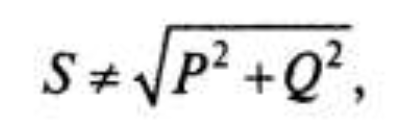 S ≠ √(P² + Q²),